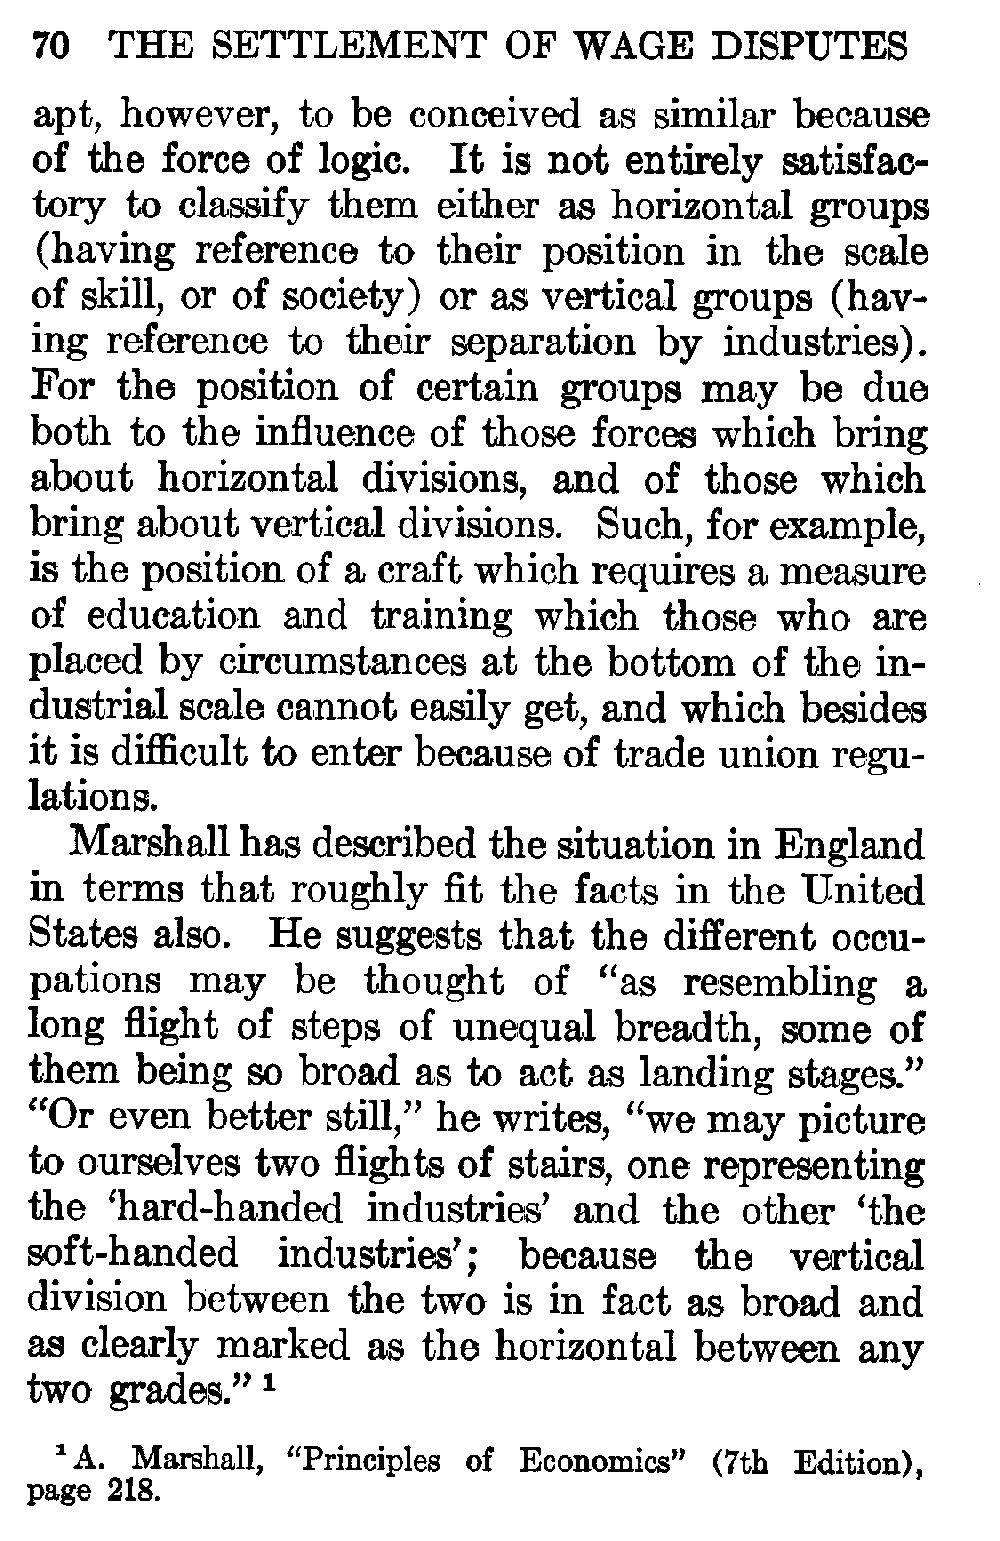 70 THE SETTLEMENT OF WAGE DISPUTES
apt, however, to be conceived as similar because
of the force of logic. It is not entirely satisfac-
tory to classify them either as horizontal groups
(having reference to their position in the scale
of skill, or of society) or as vertical groups (hav-
ing reference to their separation by industries).
For the position of certain groups may be due
both to the influence of those forces which bring
about horizontal divisions, and of those which
bring about vertical divisions. Such, for example,
is the position of a craft which requires a measure
of education and training which those who are
placed by circumstances at the bottom of the in-
dustrial scale cannot easily get, and which besides
it is difficult to enter because of trade union regu-
lations.
Marshall has described the situation in England
in terms that roughly fit the facts in the United
States also. He suggests that the different occu-
pations may be thought of “as resembling a
long flight of steps of unequal breadth, some of
them being so broad as to act as landing stages.”
“Or even better still,” he writes, “we may picture
to ourselves two flights of stairs, one representing
the ‘hard-handed industries’ and the other ‘the
soft-handed industries’; because the vertical
division between the two is in fact as broad and
as clearly marked as the horizontal between any
two grades.” ¹
¹ A. Marshall, “Principles of Economics” (7th Edition),
page 218.